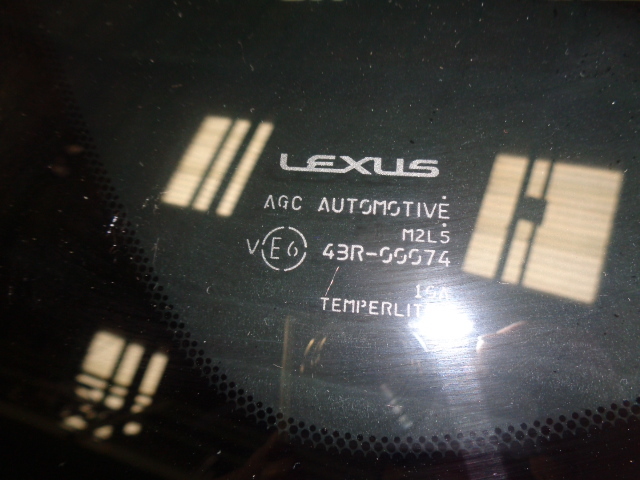 LEXUS
AGC AUTOMOTIVE
M2L5
V E6 43R-00074
TEMPERLITE